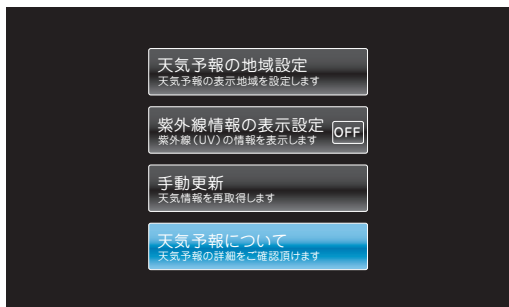 天気予報の地域設定
天気予報の表示地域を設定します
紫外線情報の表示設定
紫外線(UV)の情報を表示します
OFF
手動更新
天気情報を再取得します
天気予報について
天気予報の詳細をご確認頂けます